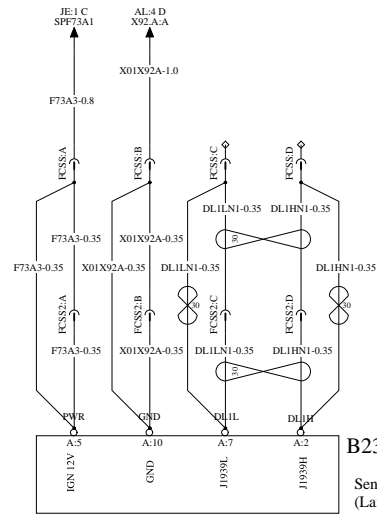 JE:1 C
SPF73A1
AL:4 D
X92.A:A
X01X92A-1.0
F73A3-0.8
FCSS:A
FCSS:B
FCSS:C
FCSS:D
DL1LN1-0.35
DL1HN1-0.35
F73A3-0.35
X01X92A-0.35
30
F73A3-0.35
X01X92A-0.35
DL1LN1-0.35
DL1HN1-0.35
30
30
FCSS2:A
FCSS2:B
FCSS2:C
FCSS2:D
F73A3-0.35
X01X92A-0.35
DL1LN1-0.35
DL1HN1-0.35
30
PWR
GND
DL1L
DL1H
A:5
A:10
A:7
A:2
IGN 12V
GND
J1939L
J1939H